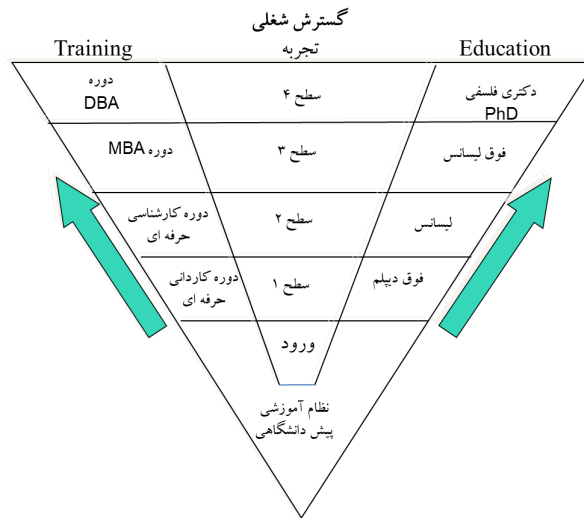 گسترش شغلی
Training
تجربه
Education
دوره
DBA
سطح ۴
دکتری فلسفی
PhD
دوره MBA
سطح ۳
فوق لیسانس
دوره کارشناسی
حرفه ای
سطح ۲
لیسانس
دوره کاردانی
حرفه ای
سطح ۱
فوق دیپلم
ورود
نظام آموزشی
پیش دانشگاهی